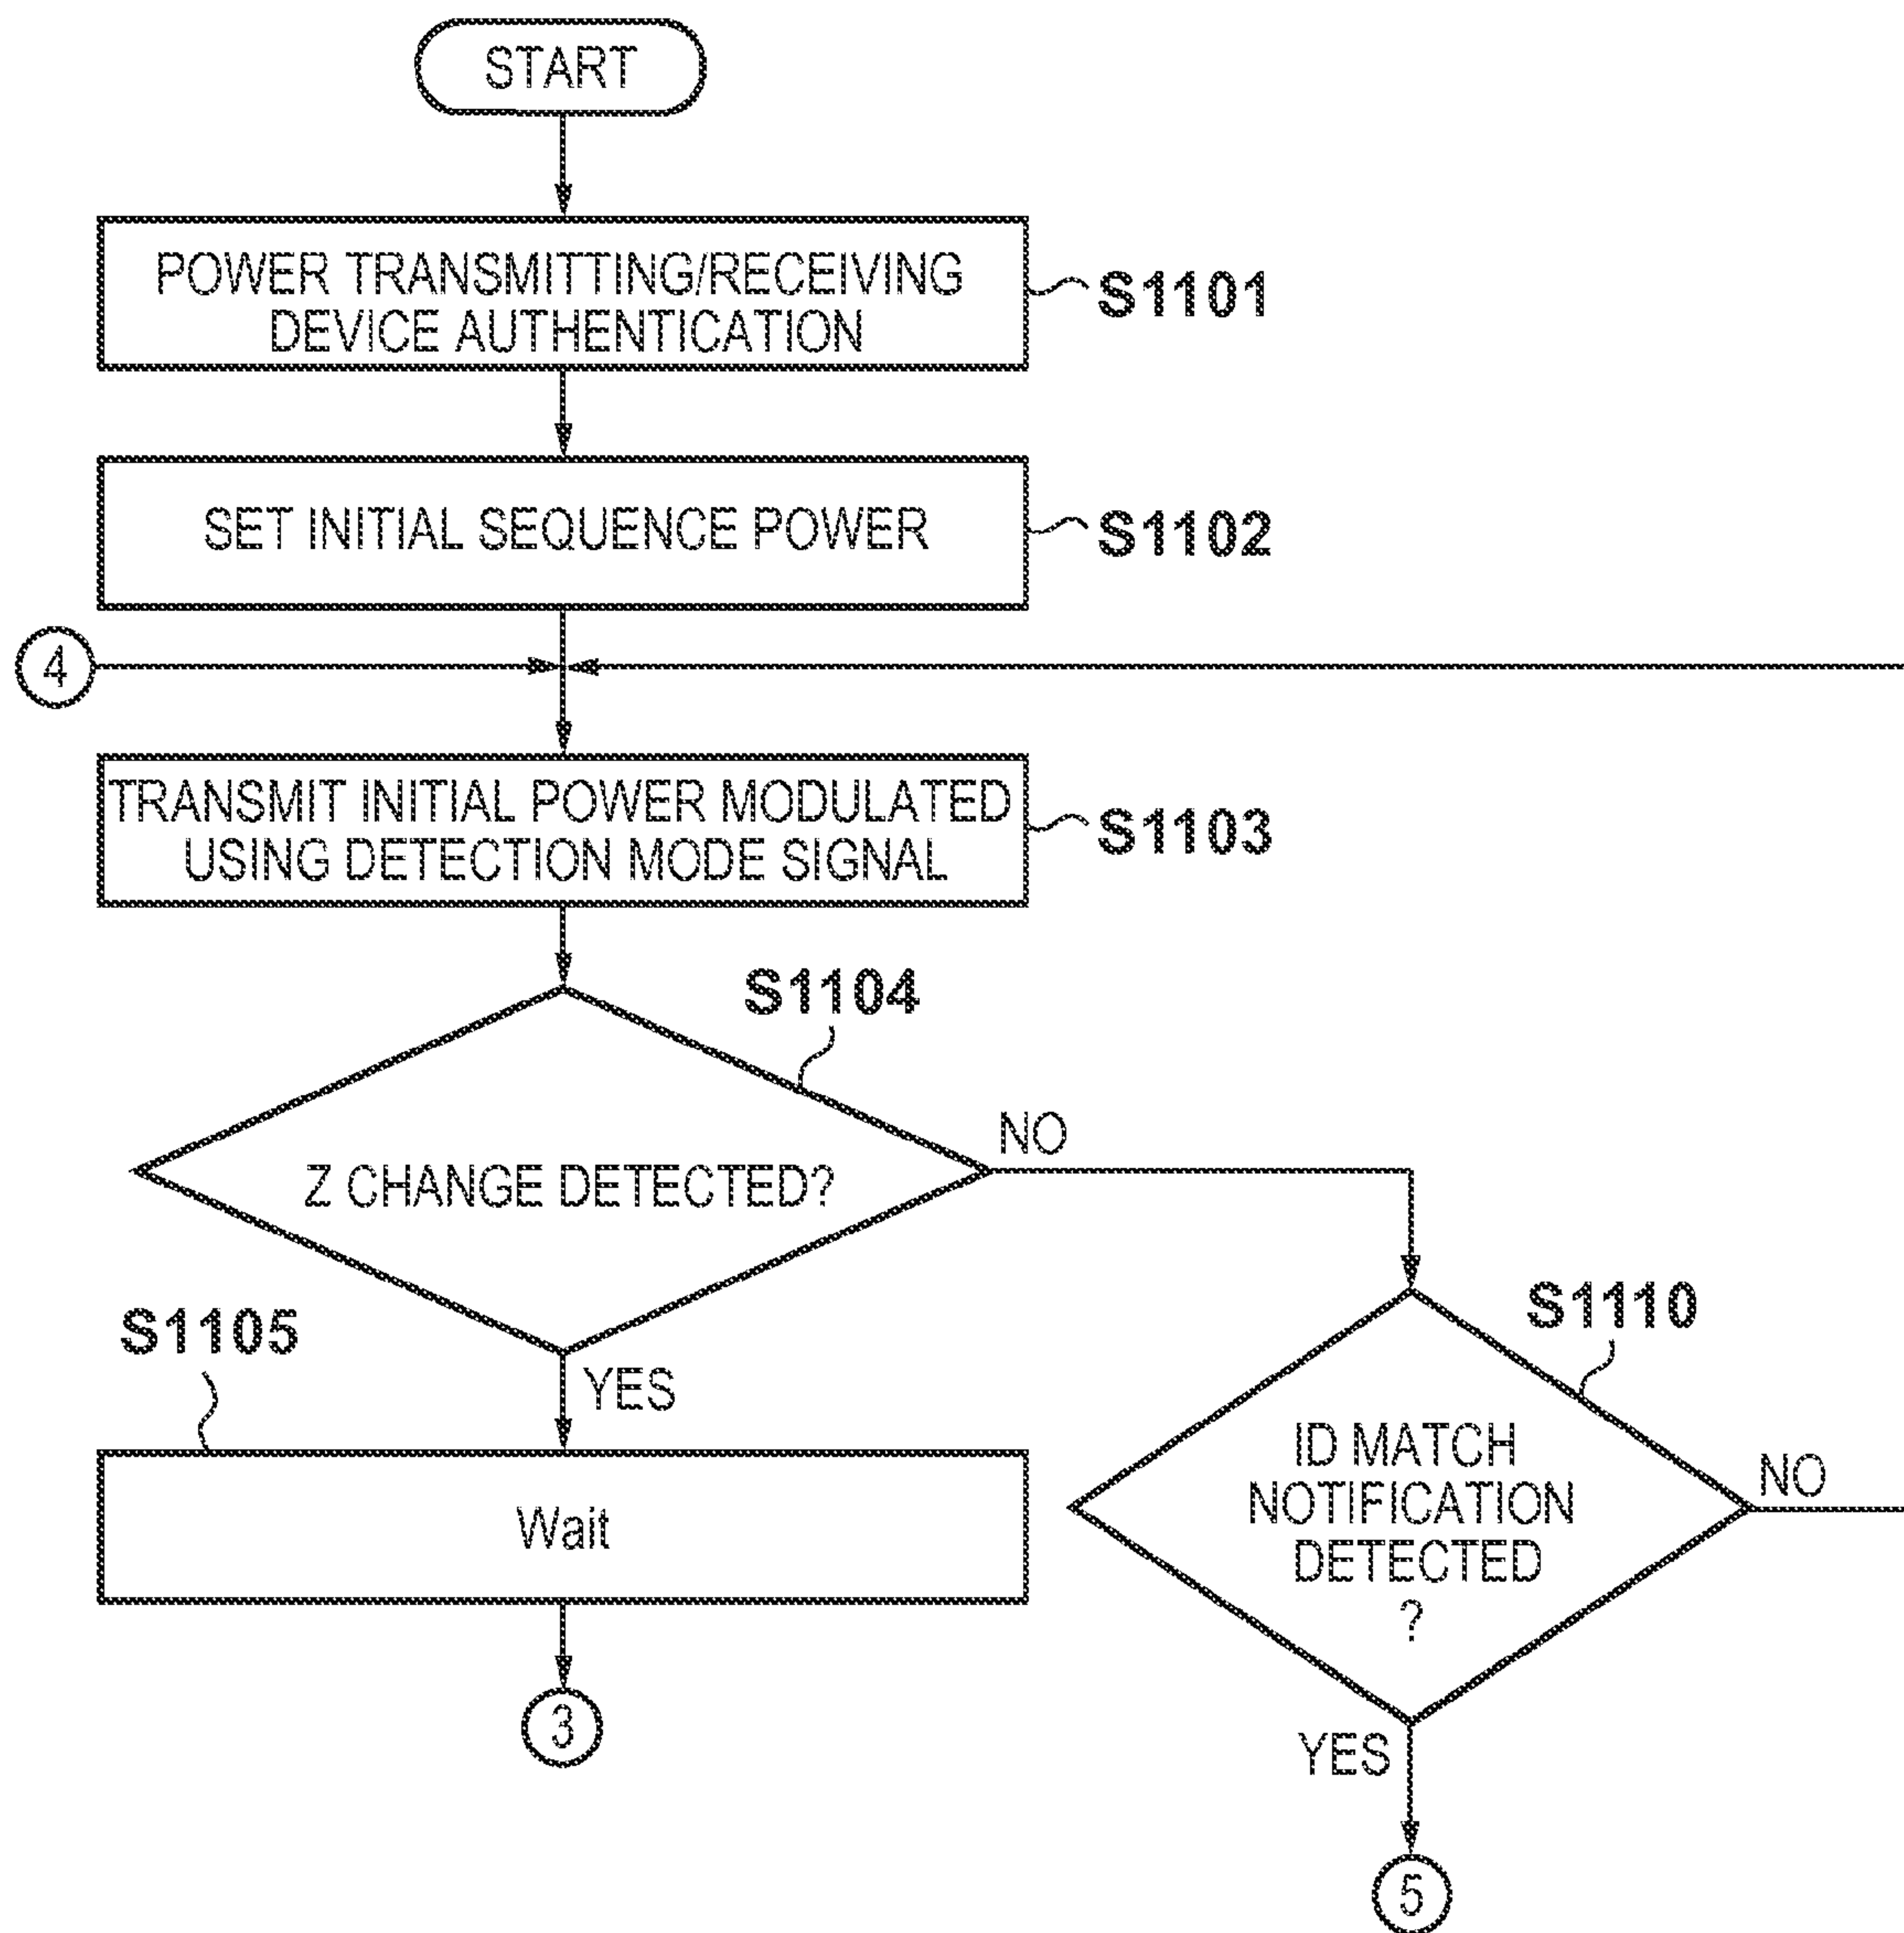 START
POWER TRANSMITTING/RECEIVING
DEVICE AUTHENTICATION
S1101
SET INITIAL SEQUENCE POWER
S1102
4
TRANSMIT INITIAL POWER MODULATED
USING DETECTION MODE SIGNAL
S1103
S1104
Z CHANGE DETECTED?
NO
YES
S1105
Wait
3
S1110
ID MATCH
NOTIFICATION
DETECTED
?
NO
YES
5